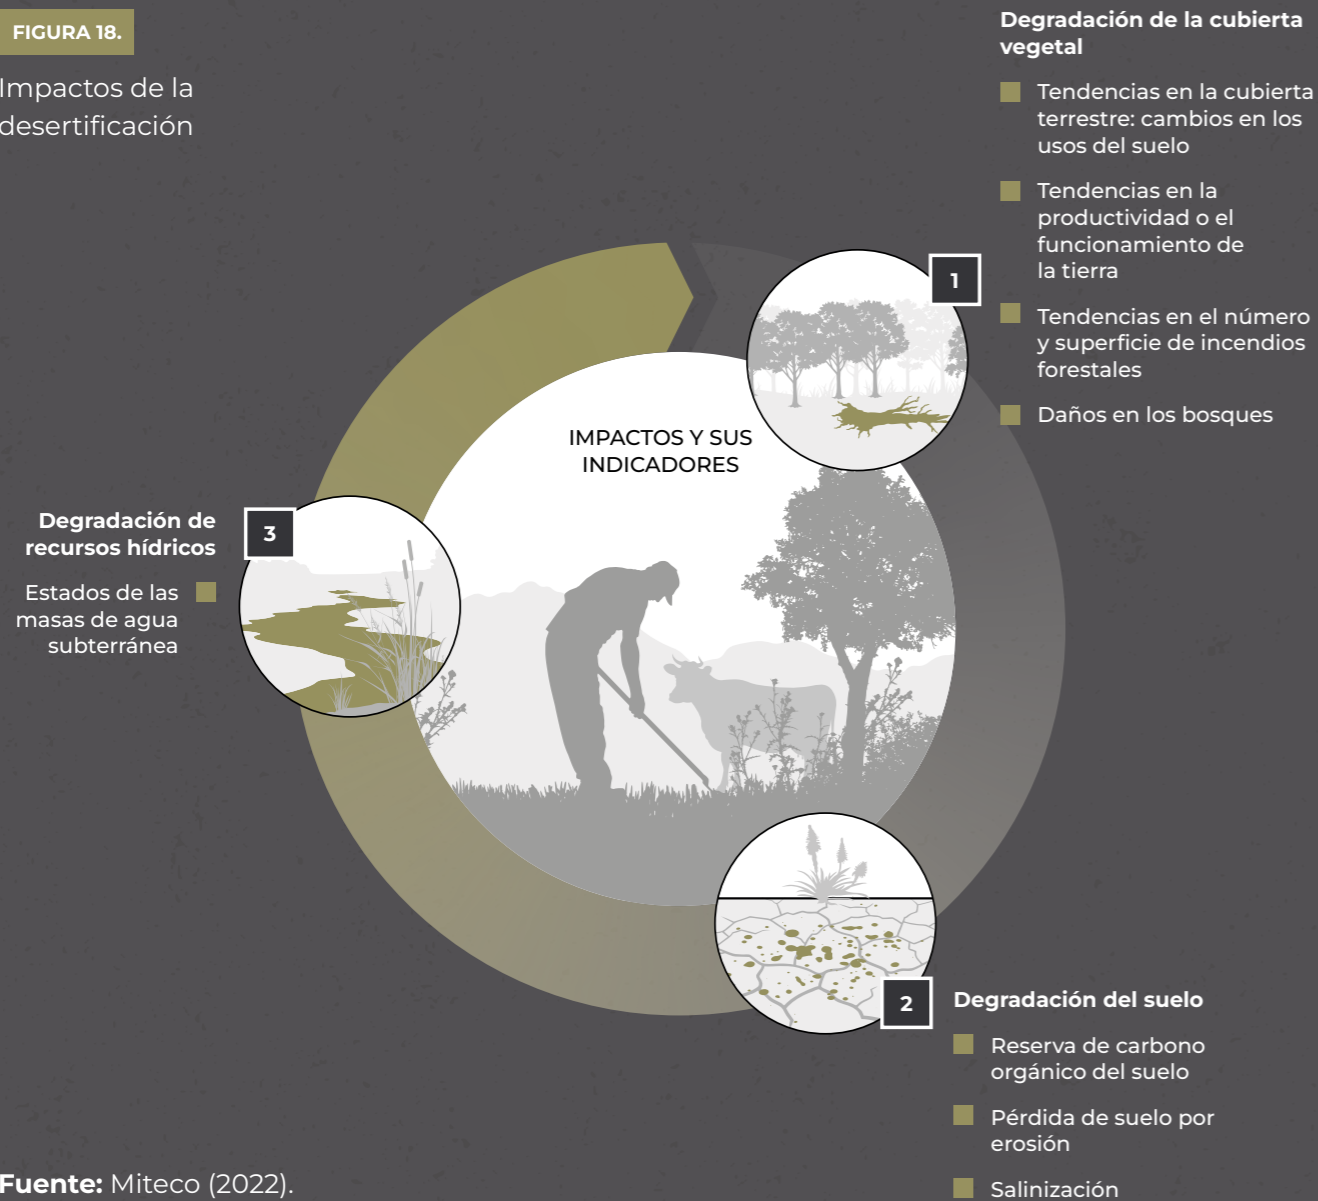 FIGURA 18.
Impactos de la
desertificación
Degradación de la cubierta
vegetal
Tendencias en la cubierta
terrestre: cambios en los
usos del suelo
Tendencias en la
productividad o el
funcionamiento de
la tierra
Tendencias en el número
y superficie de incendios
forestales
Daños en los bosques
1
IMPACTOS Y SUS
INDICADORES
3
Degradación de
recursos hídricos
Estados de las
masas de agua
subterránea
2
Degradación del suelo
Reserva de carbono
orgánico del suelo
Pérdida de suelo por
erosión
Salinización
Fuente: Miteco (2022).